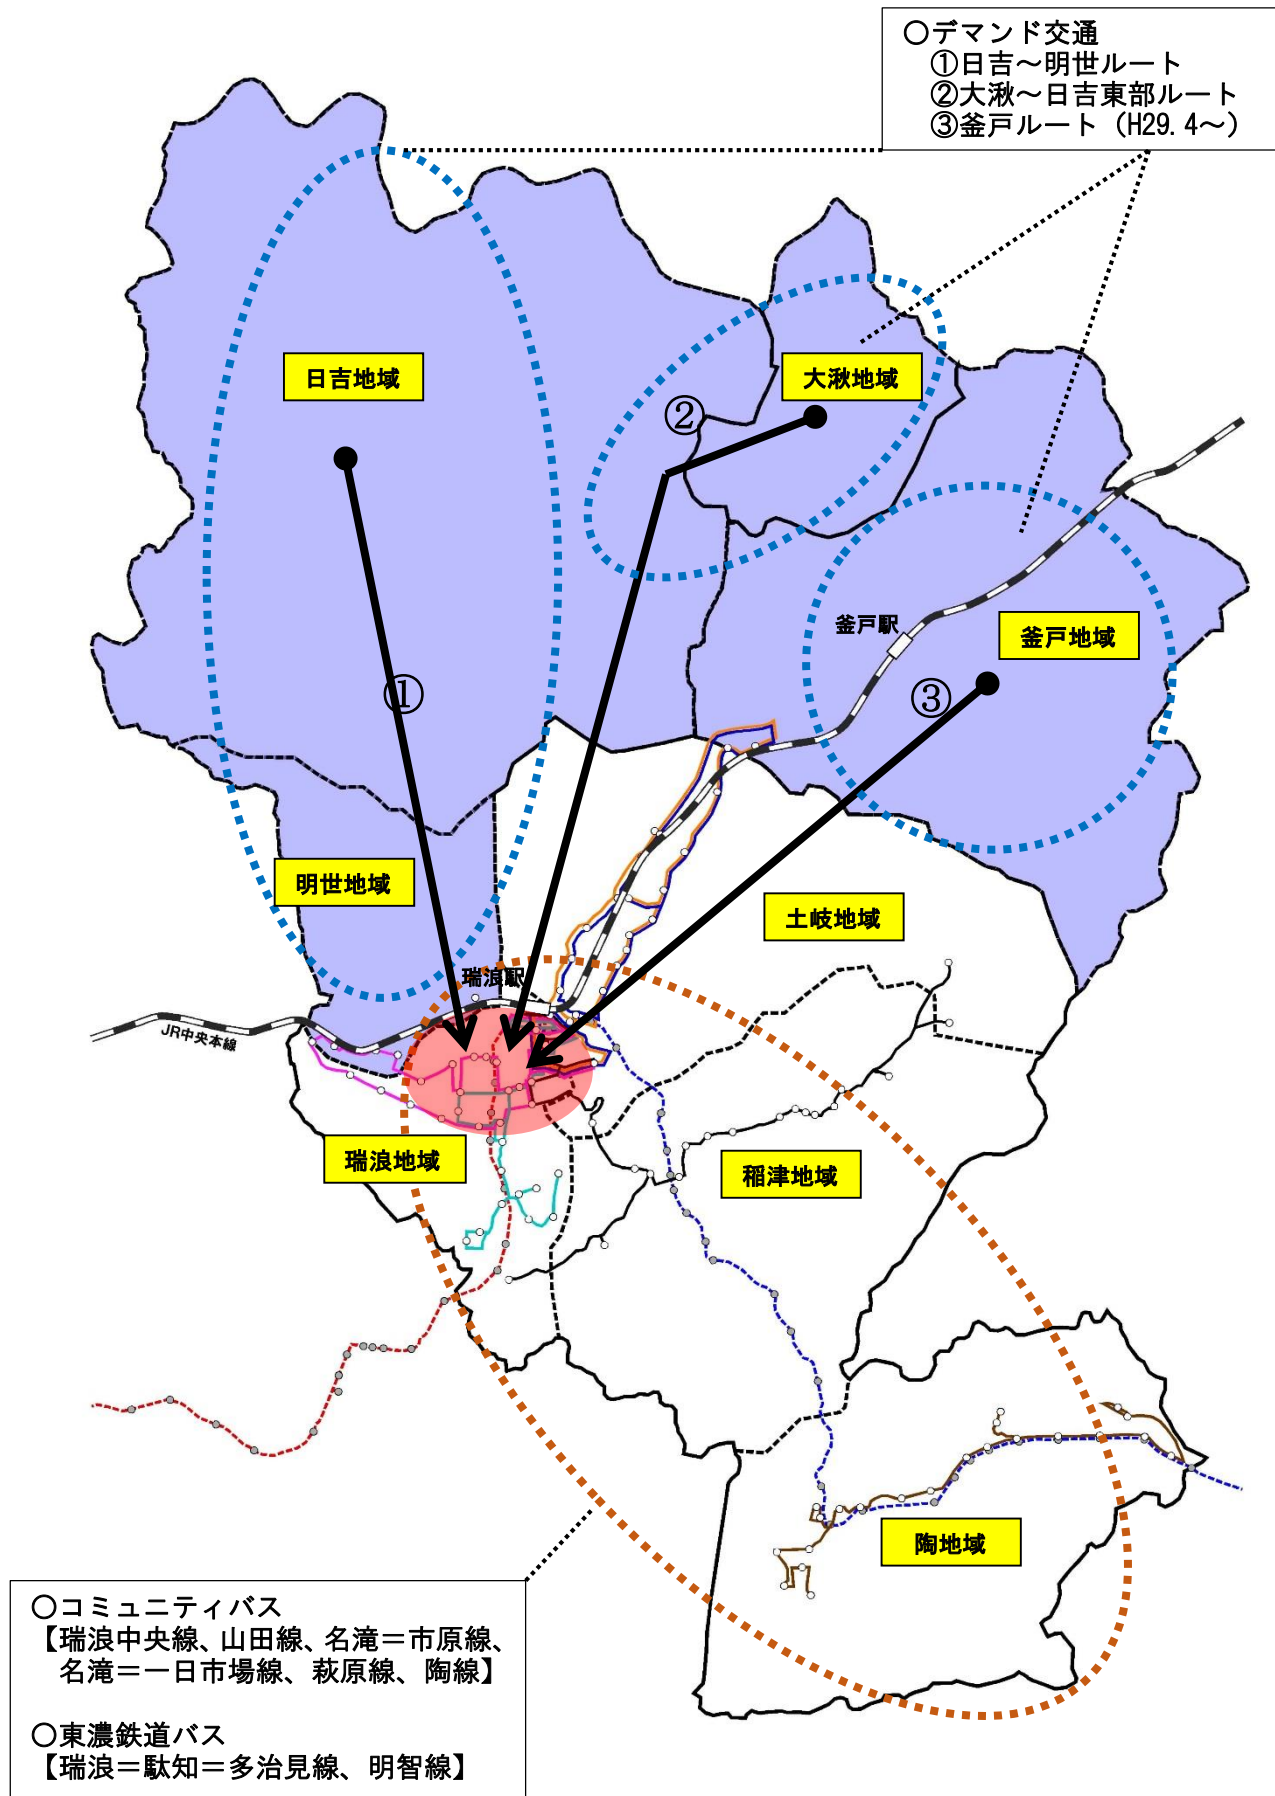 ○デマンド交通
①日吉～明世ルート
②大湫～日吉東部ルート
③釜戸ルート（H29.4～）
日吉地域
②
大湫地域
釜戸駅
釜戸地域
①
③
明世地域
土岐地域
瑞浪駅
JR中央本線
瑞浪地域
稲津地域
陶地域
○コミュニティバス
【瑞浪中央線、山田線、名滝＝市原線、
名滝＝一日市場線、萩原線、陶線】
○東濃鉄道バス
【瑞浪＝駄知＝多治見線、明智線】